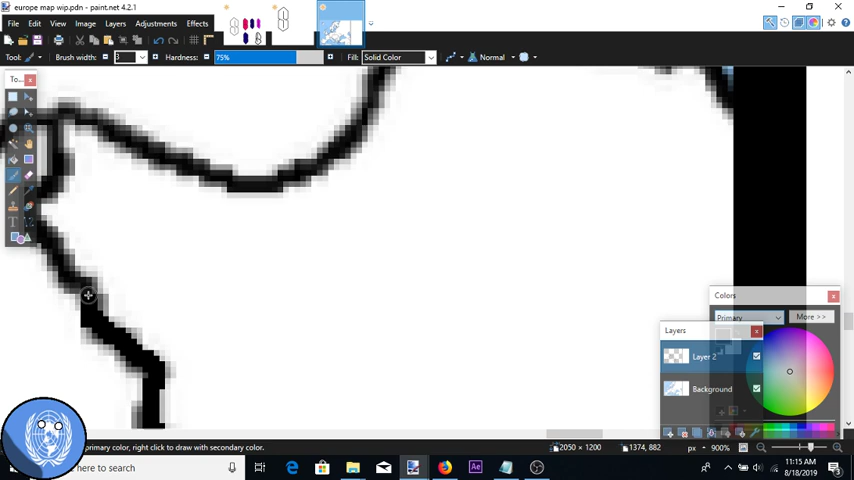 europe map wip.pdn - paint.net 4.2.1
File Edit View Image Layers Adjustments Effects
Tool: Brush width: 3 Hardness: 75% Fill: Solid Color Normal
To...
Colors
Primary More >>
Layers
Layer 2
Background
primary color, right click to draw with secondary color. 2050 × 1200 1374, 882 px 900%
here to search
Ae
11:15 AM
8/18/2019
3